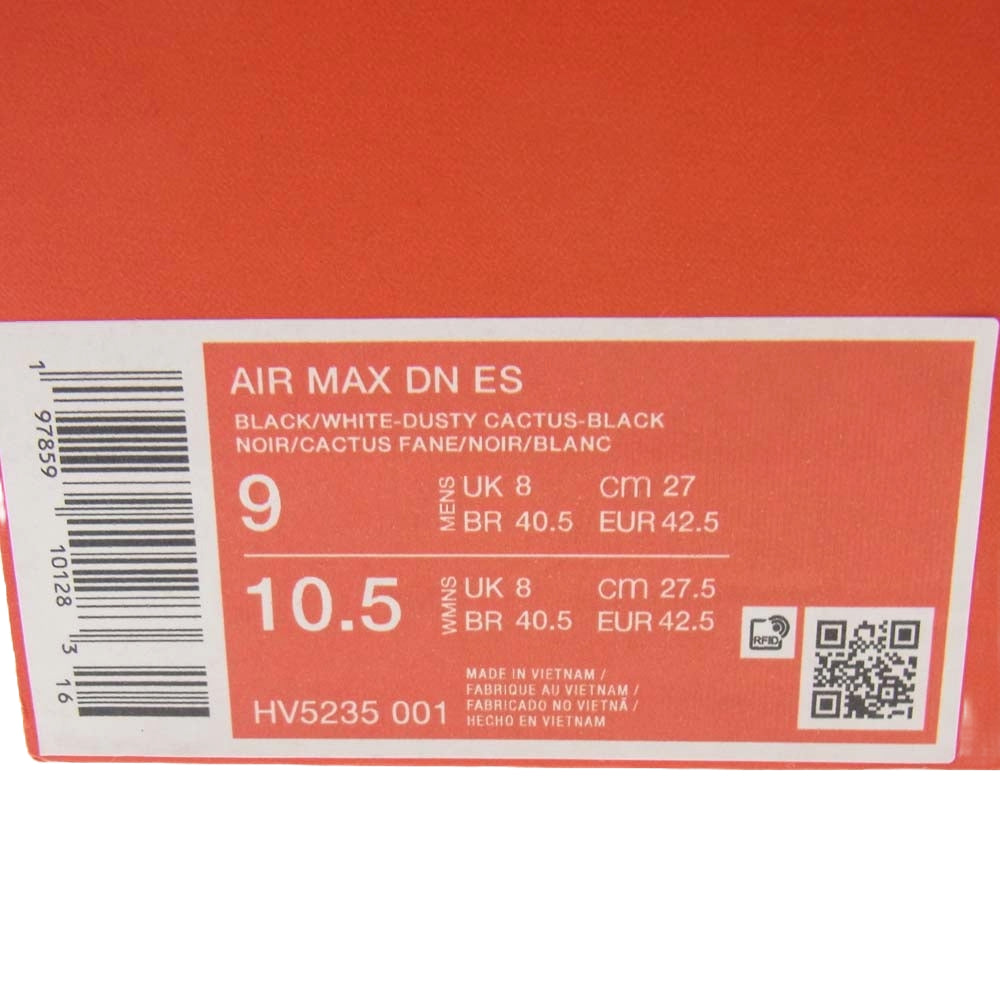 AIR MAX DN ES
BLACK/WHITE-DUSTY CACTUS-BLACK
NOIR/CACTUS FANE/NOIR/BLANC
9
MENS
UK 8 cm 27
BR 40.5 EUR 42.5
10.5
WMNS
UK 8 cm 27.5
BR 40.5 EUR 42.5
HV5235 001
MADE IN VIETNAM /
FABRIQUE AU VIETNAM /
FABRICADO NO VIETNÃ /
HECHO EN VIETNAM
RFID
1 97859 10128 3 16